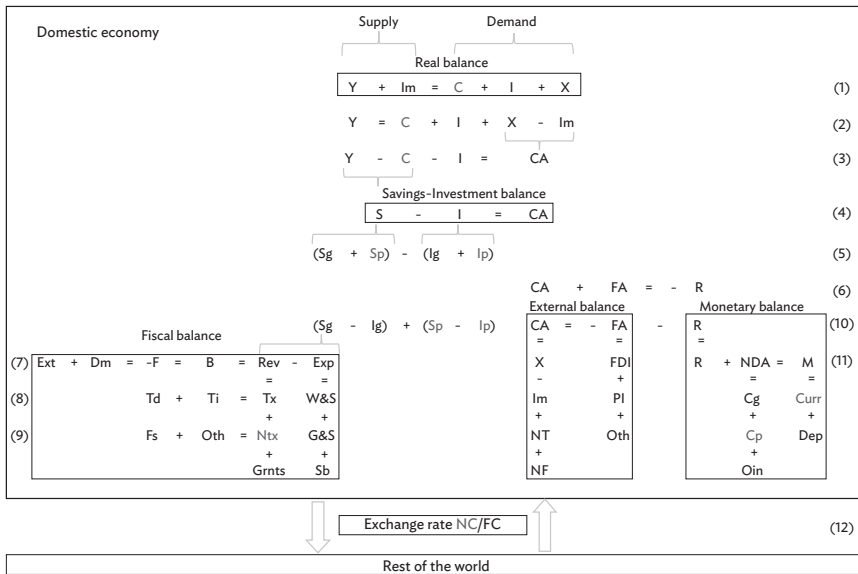 Supply Demand
Domestic economy
Real balance
Y + Im = C + I + X (1)
Y = C + I + X - Im (2)
Y - C - I = CA (3)
Savings-Investment balance
S - I = CA (4)
(Sg + Sp) - (Ig + Ip) (5)
CA + FA = - R (6)
External balance Monetary balance
(Sg - Ig) + (Sp - Ip) CA = - FA - R (10)
Fiscal balance
= = =
(7) Ext + Dm = -F = B = Rev - Exp X FDI R + NDA = M (11)
= = - + = =
(8) Td + Ti = Tx W&S Im PI Cg Curr
+ + + + + +
(9) Fs + Oth = Ntx G&S NT Oth Cp Dep
+ + + +
Grnts Sb NF Oin
Exchange rate NC/FC (12)
Rest of the world